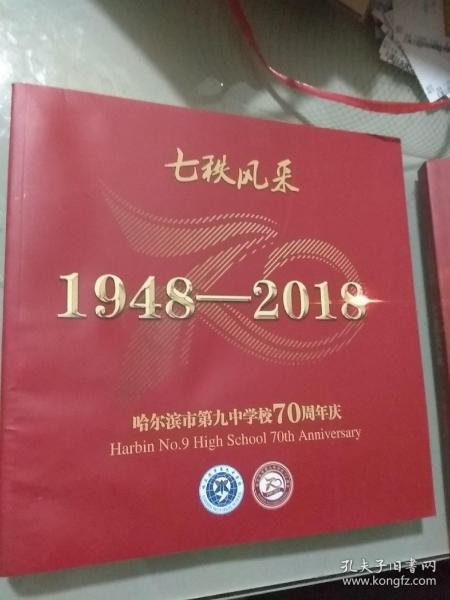 七秩风采
70
1948—2018
哈尔滨市第九中学校70周年庆
Harbin No.9 High School 70th Anniversary
孔夫子旧书网
www.kongfz.com